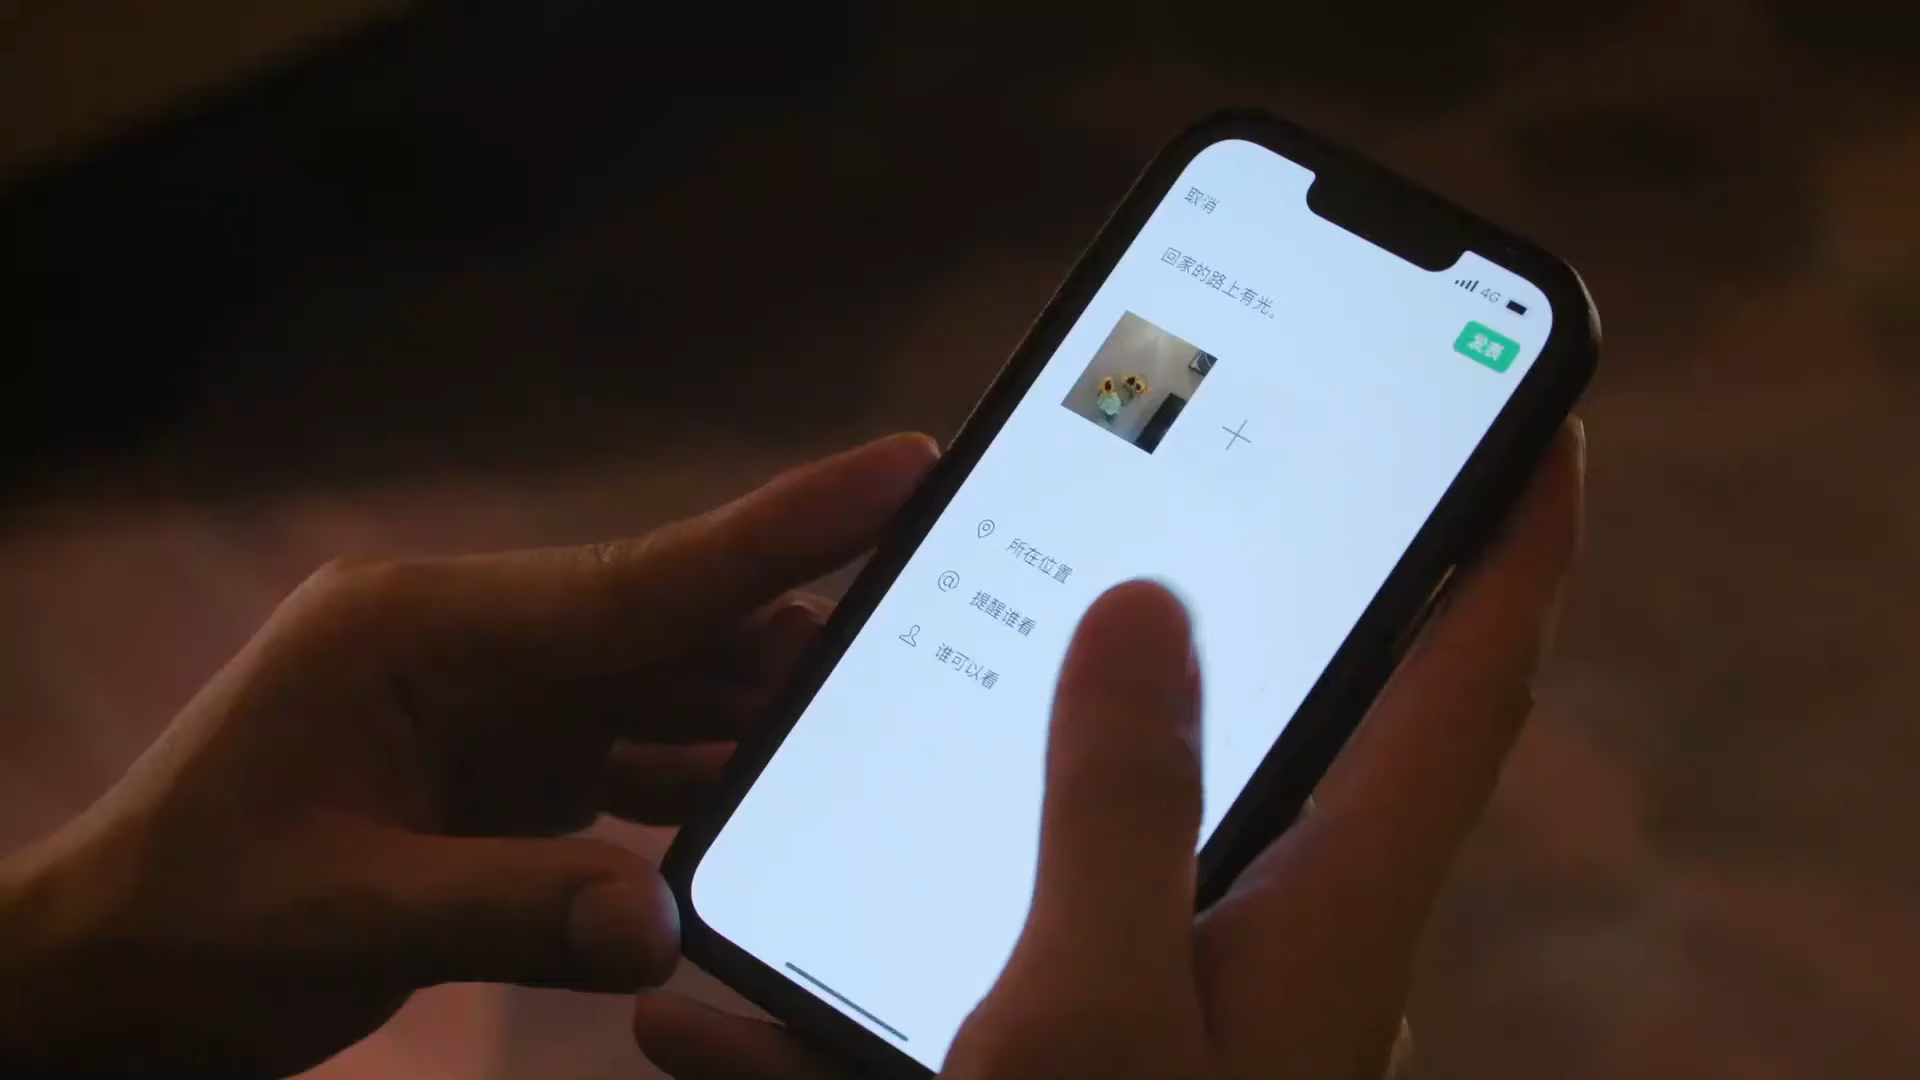 取消
4G
发表
回家的路上有光。
所在位置
提醒谁看
谁可以看